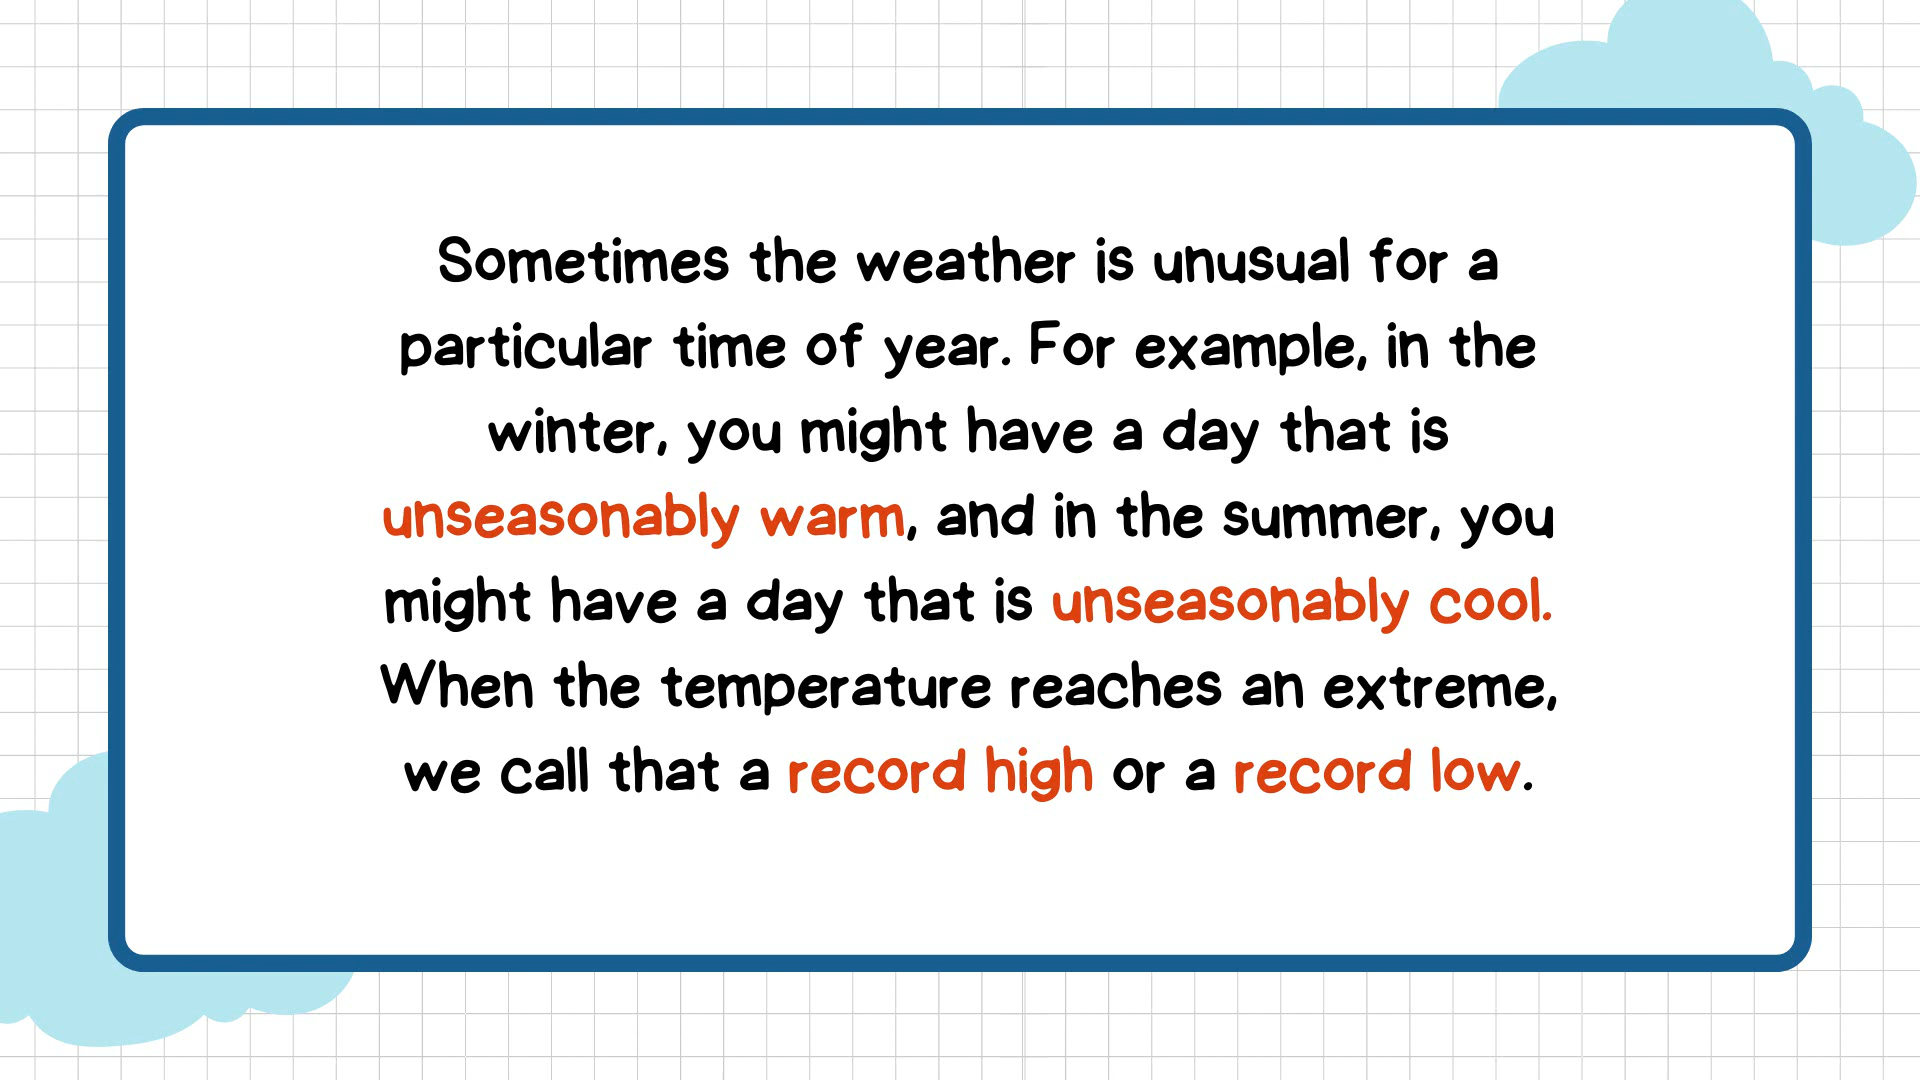 Sometimes the weather is unusual for a
particular time of year. For example, in the
winter, you might have a day that is
unseasonably warm, and in the summer, you
might have a day that is unseasonably cool.
When the temperature reaches an extreme,
we call that a record high or a record low.